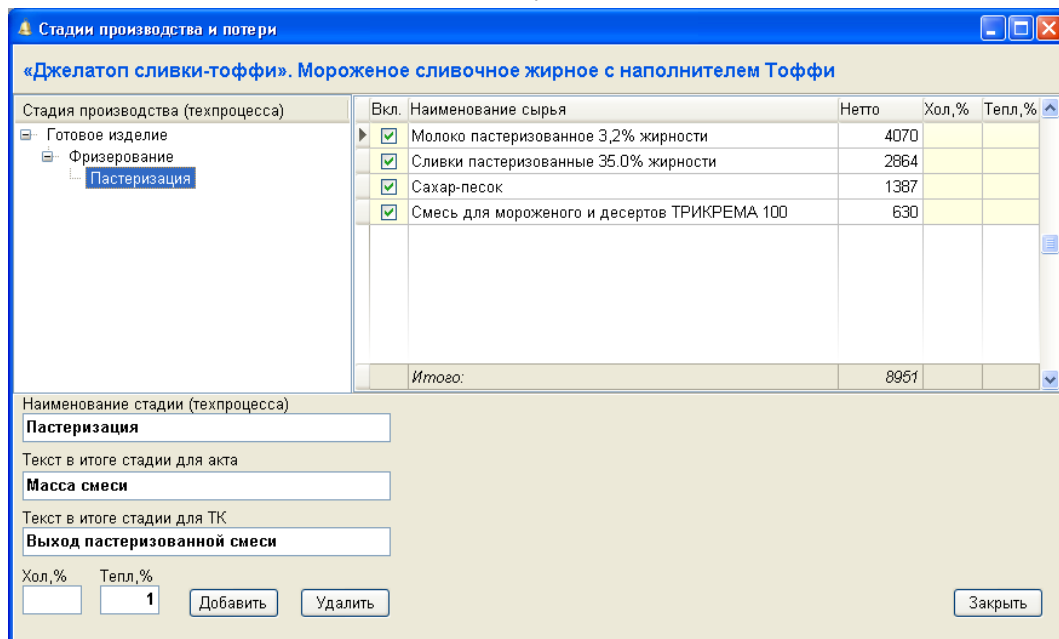 Стадии производства и потери
«Джелатоп сливки-тоффи». Мороженое сливочное жирное с наполнителем Тоффи
Стадия производства (техпроцесса)
Готовое изделие
Фризерование
Пастеризация
Вкл. Наименование сырья Нетто Хол,% Тепл,%
Молоко пастеризованное 3,2% жирности 4070
Сливки пастеризованные 35.0% жирности 2864
Сахар-песок 1387
Смесь для мороженого и десертов ТРИКРЕМА 100 630
Итого: 8951
Наименование стадии (техпроцесса)
Пастеризация
Текст в итоге стадии для акта
Масса смеси
Текст в итоге стадии для ТК
Выход пастеризованной смеси
Хол,% Тепл,%
1 Добавить Удалить Закрыть